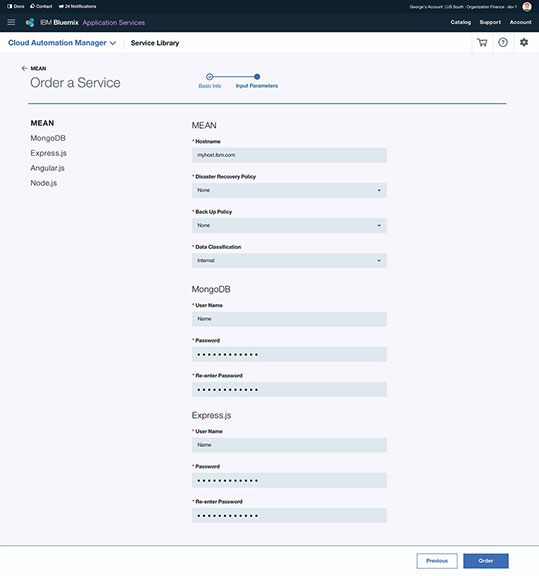 Docs Contact 24 Notifications George's Account | US South : Organization Finance : dev 1
IBM Bluemix Application Services Catalog Support Account
Cloud Automation Manager Service Library
MEAN
Order a Service
Basic Info Input Parameters
MEAN
MongoDB
Express.js
Angular.js
Node.js
MEAN
* Hostname
myhost.ibm.com
* Disaster Recovery Policy
None
* Back Up Policy
None
* Data Classification
Internal
MongoDB
* User Name
Name
* Password
* Re-enter Password
Express.js
* User Name
Name
* Password
* Re-enter Password
Previous Order